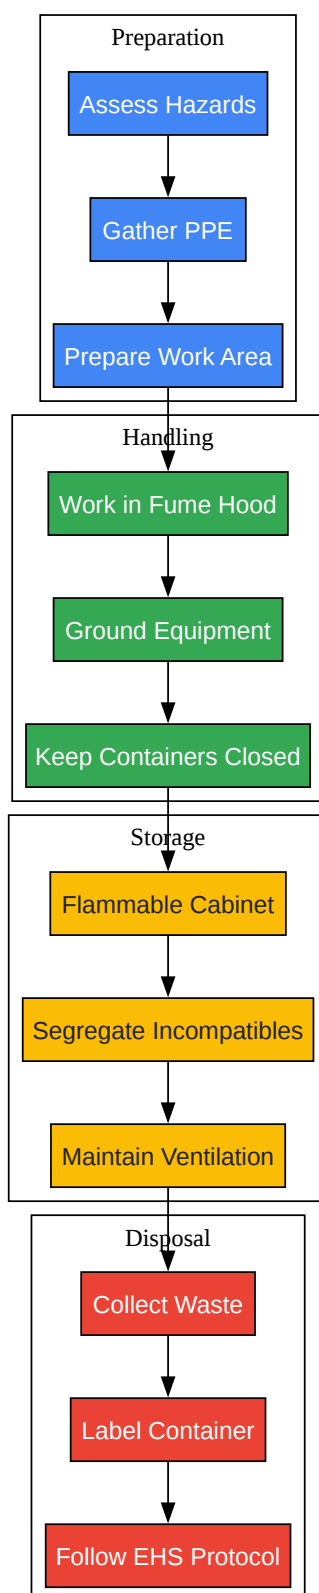 Preparation
Assess Hazards
Gather PPE
Prepare Work Area
Handling
Work in Fume Hood
Ground Equipment
Keep Containers Closed
Storage
Flammable Cabinet
Segregate Incompatibles
Maintain Ventilation
Disposal
Collect Waste
Label Container
Follow EHS Protocol